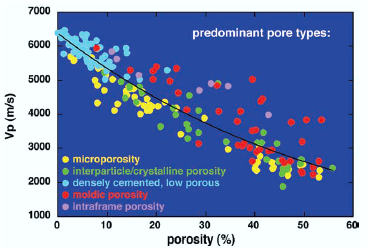 7000
6000
5000
4000
3000
2000
1000
Vp (m/s)
predominant pore types:
microporosity
interparticle/crystalline porosity
densely cemented, low porous
moldic porosity
intraframe porosity
0 10 20 30 40 50 60
porosity (%)